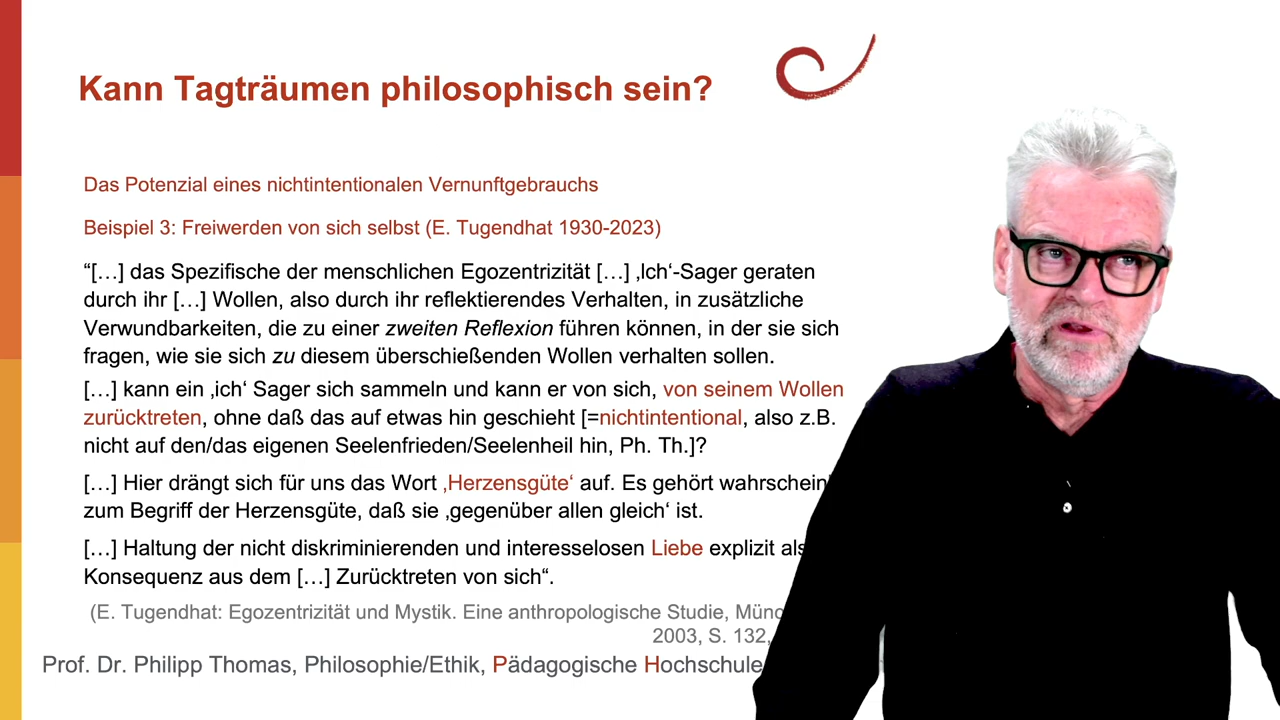 Kann Tagträumen philosophisch sein?
Das Potenzial eines nichtintentionalen Vernunftgebrauchs
Beispiel 3: Freiwerden von sich selbst (E. Tugendhat 1930-2023)
“[…] das Spezifische der menschlichen Egozentrizität […] ‚Ich‘-Sager geraten
durch ihr […] Wollen, also durch ihr reflektierendes Verhalten, in zusätzliche
Verwundbarkeiten, die zu einer zweiten Reflexion führen können, in der sie sich
fragen, wie sie sich zu diesem überschießenden Wollen verhalten sollen.
[…] kann ein ‚ich‘ Sager sich sammeln und kann er von sich, von seinem Wollen
zurücktreten, ohne daß das auf etwas hin geschieht [=nichtintentional, also z.B.
nicht auf den/das eigenen Seelenfrieden/Seelenheil hin, Ph. Th.]?
[…] Hier drängt sich für uns das Wort ‚Herzensgüte‘ auf. Es gehört
zum Begriff der Herzensgüte, daß sie ‚gegenüber allen gleich‘ ist.
[…] Haltung der nicht diskriminierenden und interesselosen Liebe explizit
Konsequenz aus dem […] Zurücktreten von sich“.
(E. Tugendhat: Egozentrizität und Mystik. Eine anthropologische Studie,
2003, S. 132,
Prof. Dr. Philipp Thomas, Philosophie/Ethik, Pädagogische Hochschule